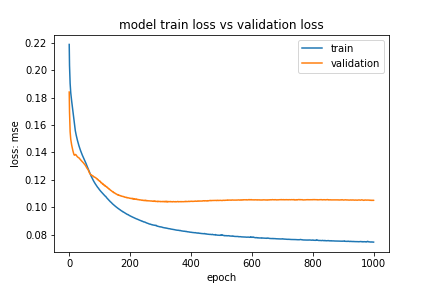 model train loss vs validation loss
0.22
0.20
0.18
0.16
0.14
0.12
0.10
0.08
loss: mse
train
validation
0 200 400 600 800 1000
epoch